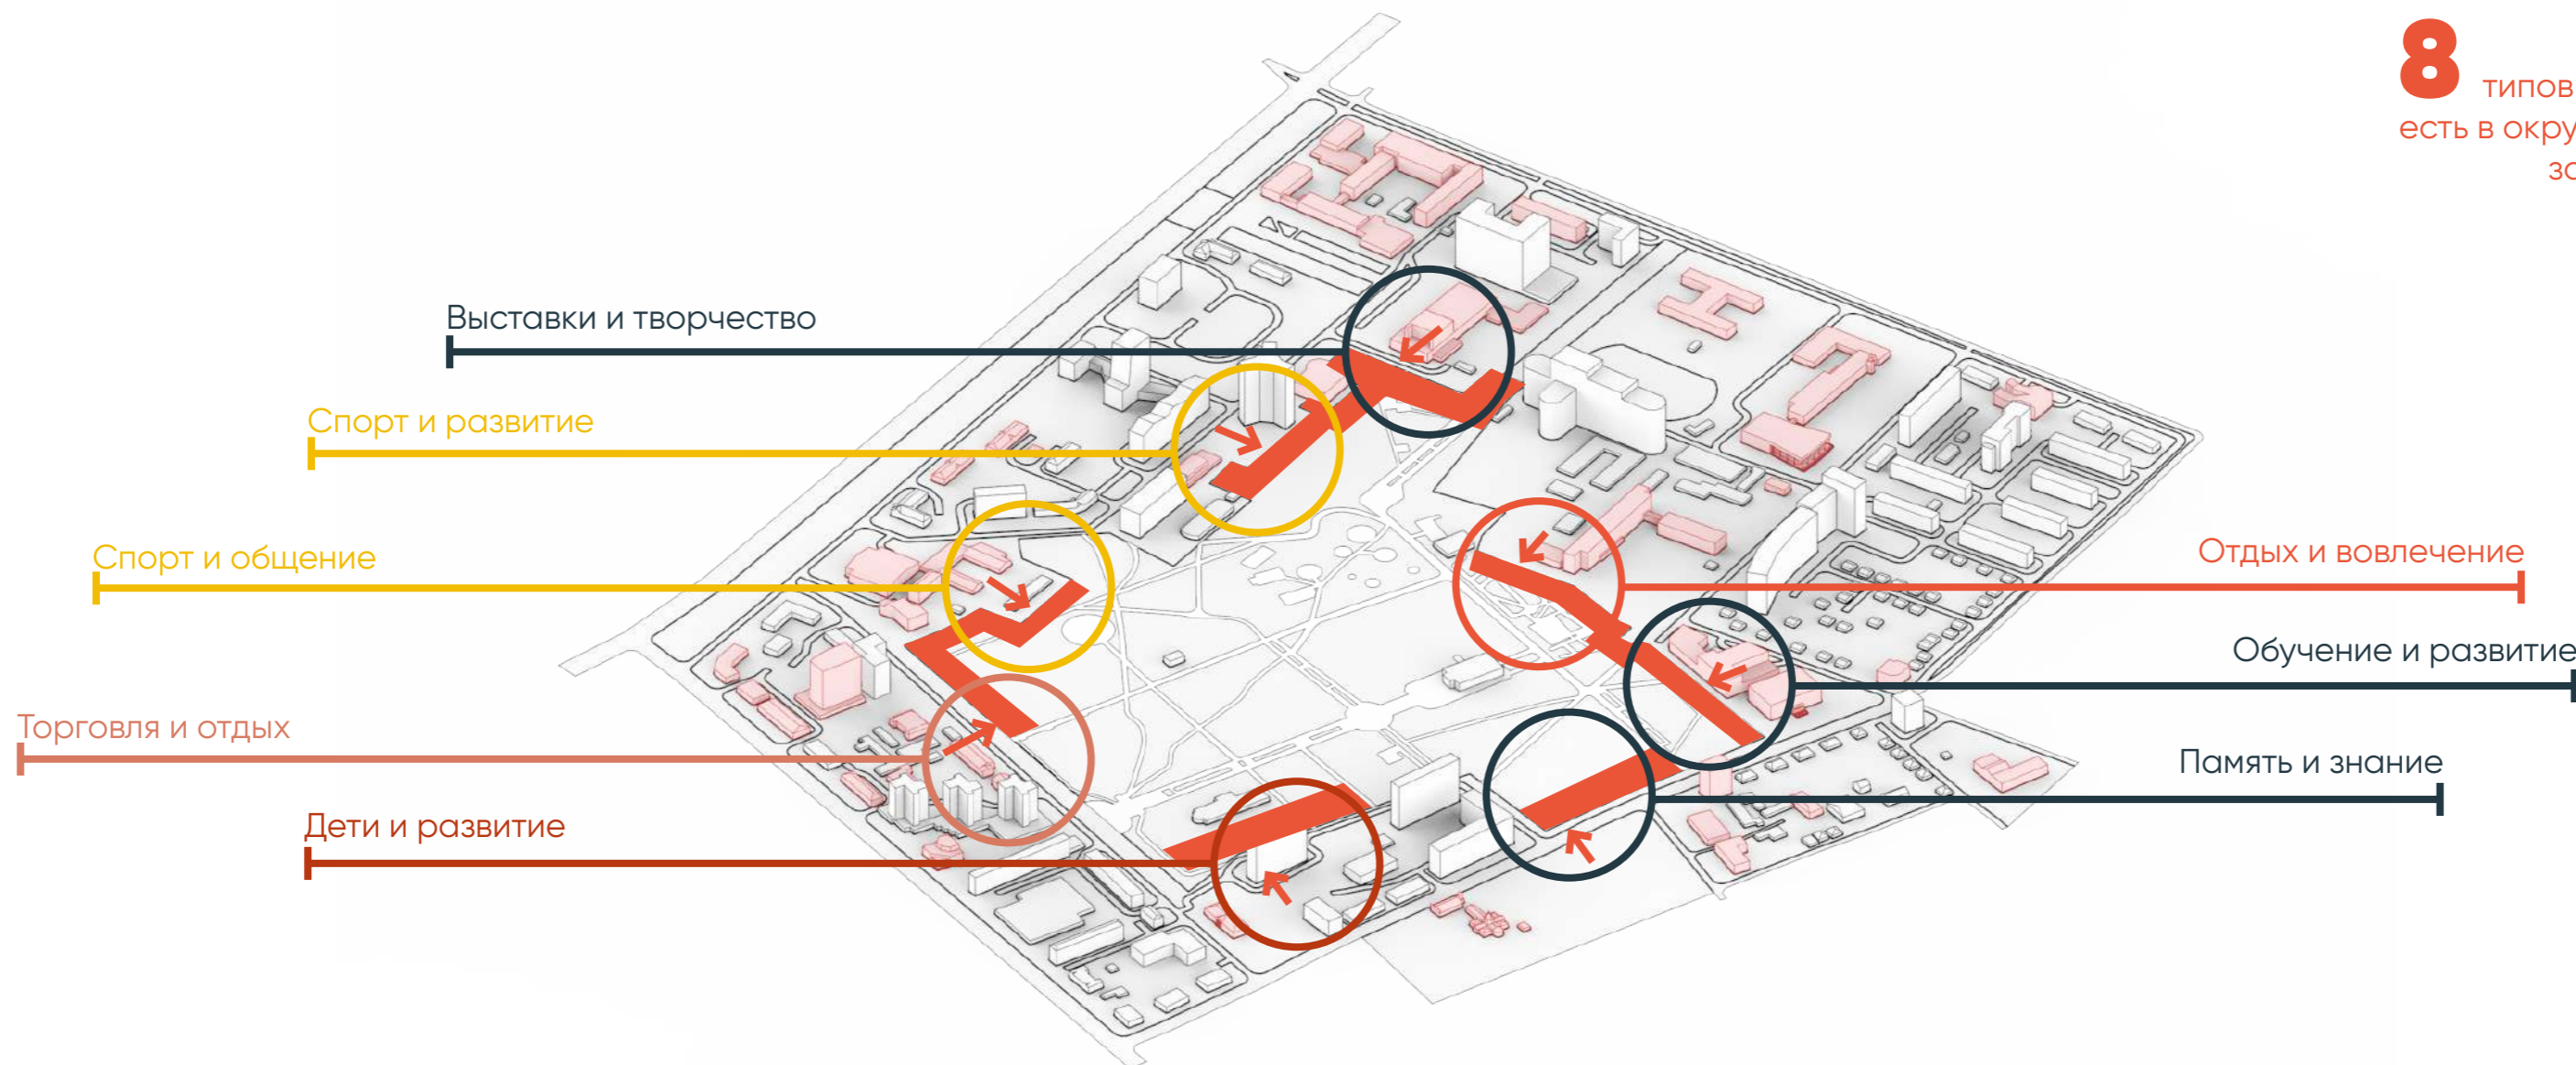 8 типов
есть в окру
зо
Выставки и творчество
Спорт и развитие
Спорт и общение
Отдых и вовлечение
Обучение и развитие
Торговля и отдых
Память и знание
Дети и развитие